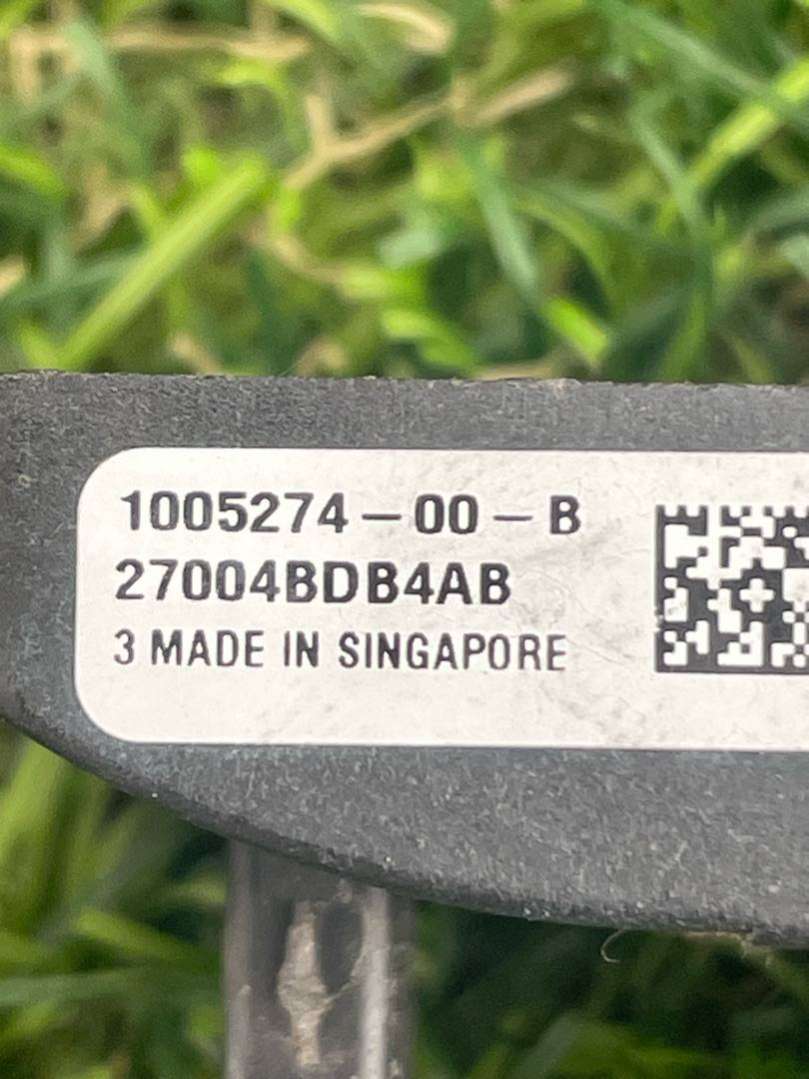 1005274-00-B
27004BDB4AB
3 MADE IN SINGAPORE